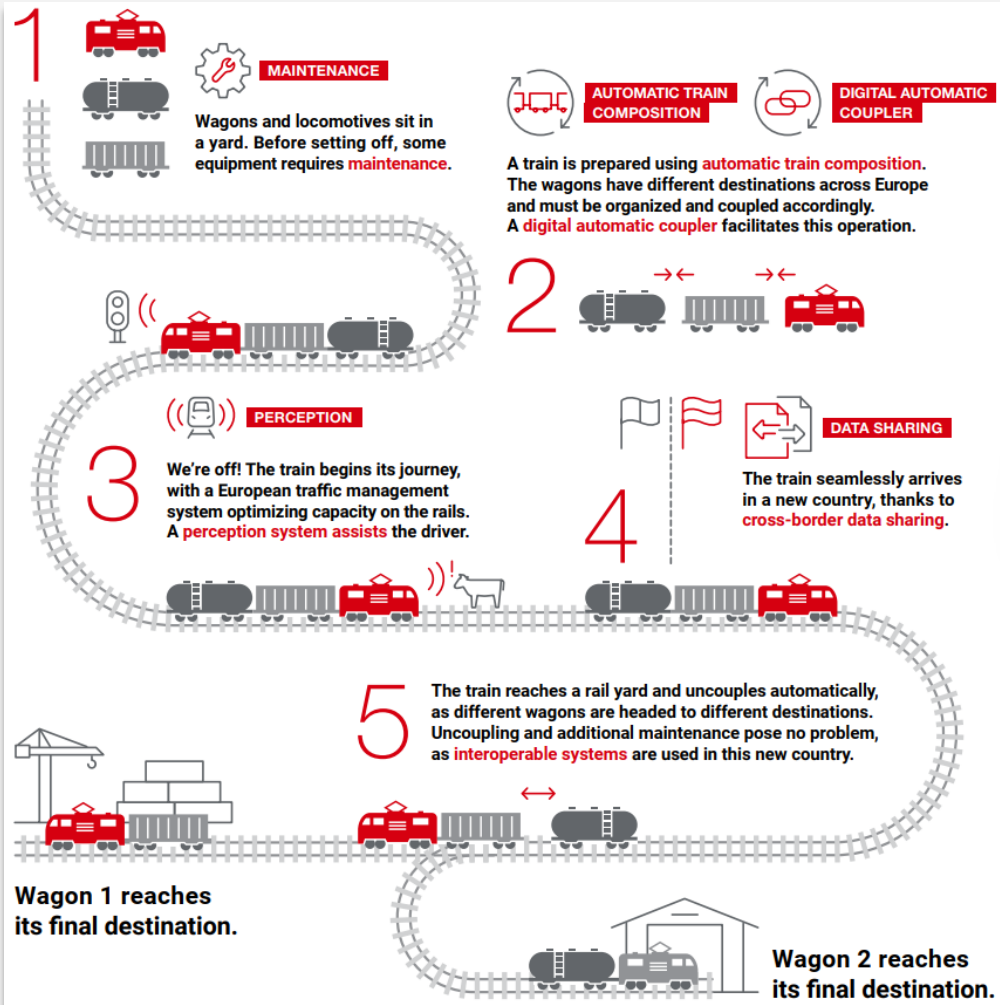 1
MAINTENANCE
Wagons and locomotives sit in
a yard. Before setting off, some
equipment requires maintenance.
AUTOMATIC TRAIN
COMPOSITION
DIGITAL AUTOMATIC
COUPLER
A train is prepared using automatic train composition.
The wagons have different destinations across Europe
and must be organized and coupled accordingly.
A digital automatic coupler facilitates this operation.
2
PERCEPTION
3
We're off! The train begins its journey,
with a European traffic management
system optimizing capacity on the rails.
A perception system assists the driver.
!
DATA SHARING
4
The train seamlessly arrives
in a new country, thanks to
cross-border data sharing.
5
The train reaches a rail yard and uncouples automatically,
as different wagons are headed to different destinations.
Uncoupling and additional maintenance pose no problem,
as interoperable systems are used in this new country.
Wagon 1 reaches
its final destination.
Wagon 2 reaches
its final destination.